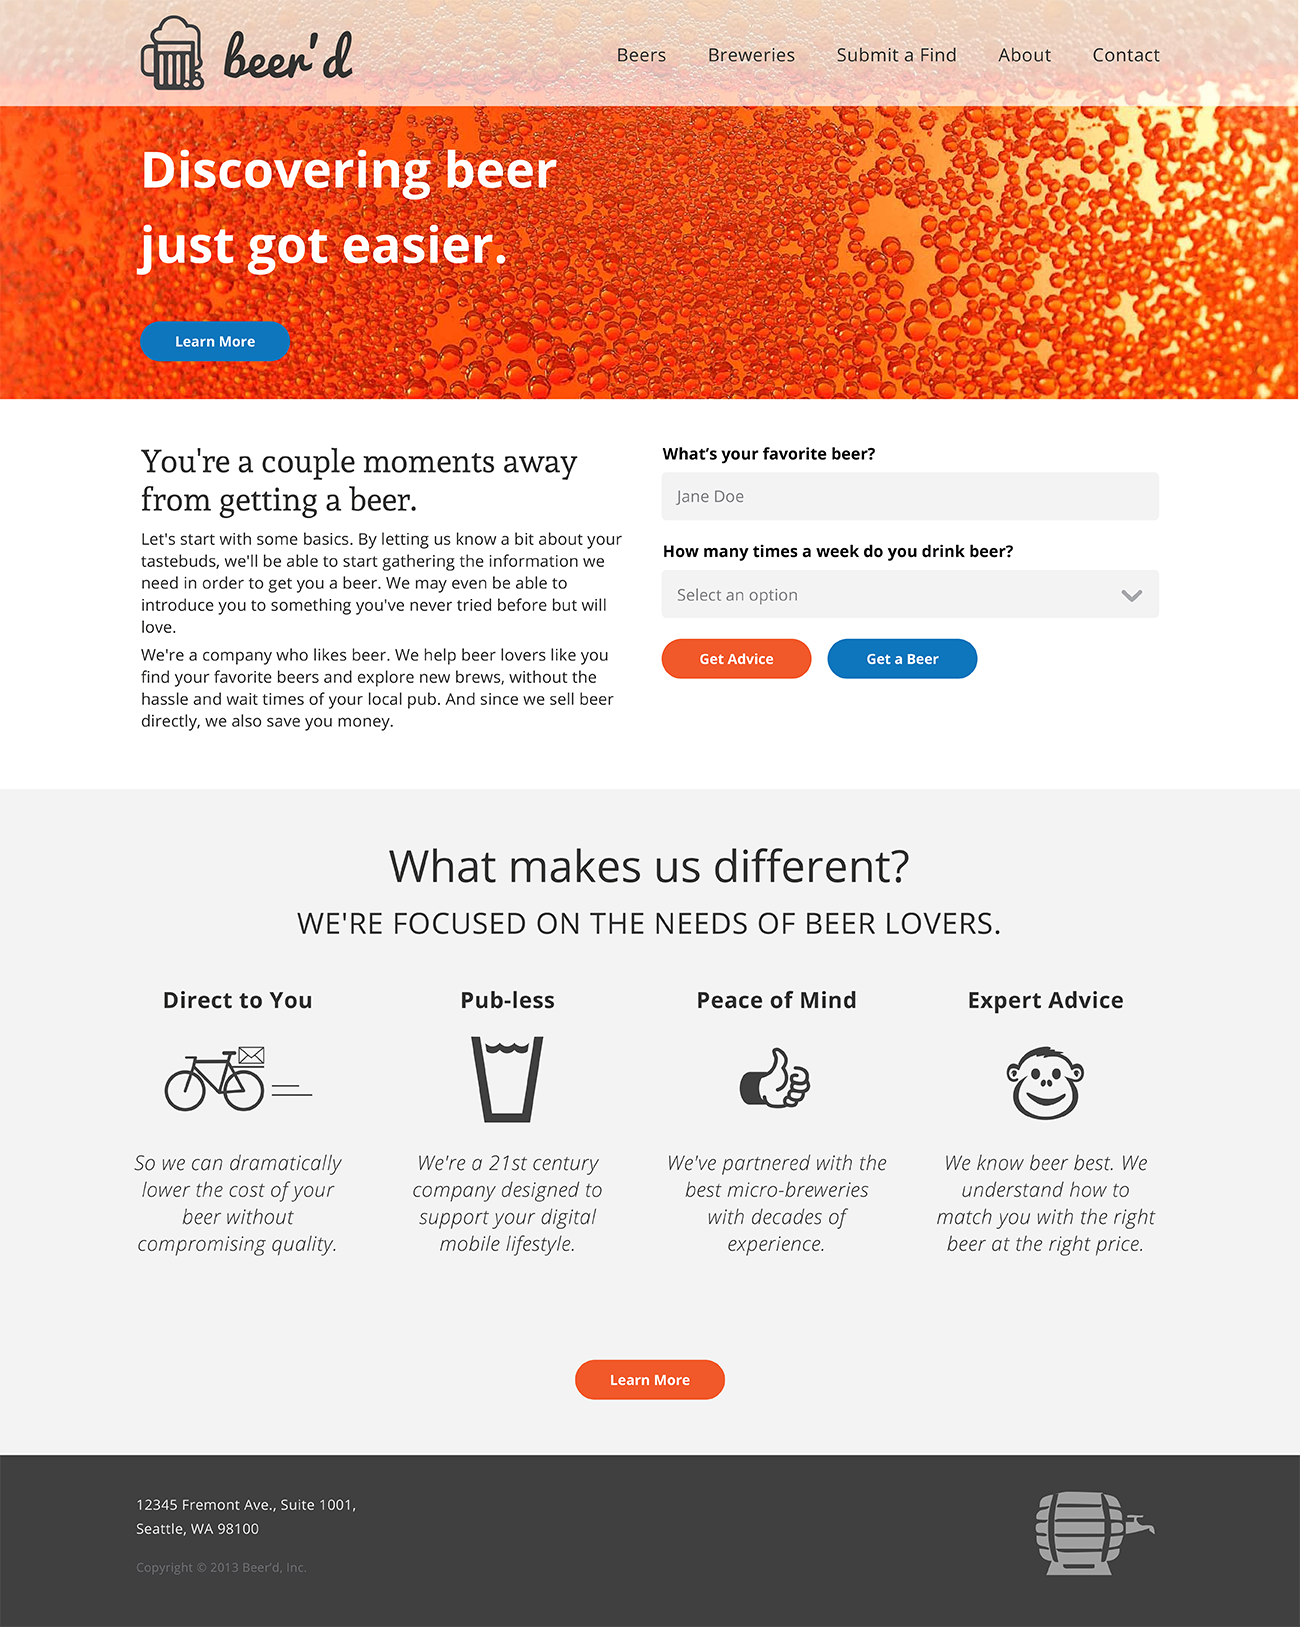 beer'd
Beers
Breweries
Submit a Find
About
Contact
Discovering beer
just got easier.
Learn More
You're a couple moments away
from getting a beer.
Let's start with some basics. By letting us know a bit about your
tastebuds, we'll be able to start gathering the information we
need in order to get you a beer. We may even be able to
introduce you to something you've never tried before but will
love.
We're a company who likes beer. We help beer lovers like you
find your favorite beers and explore new brews, without the
hassle and wait times of your local pub. And since we sell beer
directly, we also save you money.
What's your favorite beer?
Jane Doe
How many times a week do you drink beer?
Select an option
Get Advice
Get a Beer
What makes us different?
WE'RE FOCUSED ON THE NEEDS OF BEER LOVERS.
Direct to You
So we can dramatically
lower the cost of your
beer without
compromising quality.
Pub-less
We're a 21st century
company designed to
support your digital
mobile lifestyle.
Peace of Mind
We've partnered with the
best micro-breweries
with decades of
experience.
Expert Advice
We know beer best. We
understand how to
match you with the right
beer at the right price.
Learn More
12345 Fremont Ave., Suite 1001,
Seattle, WA 98100
Copyright © 2013 Beer'd, Inc.